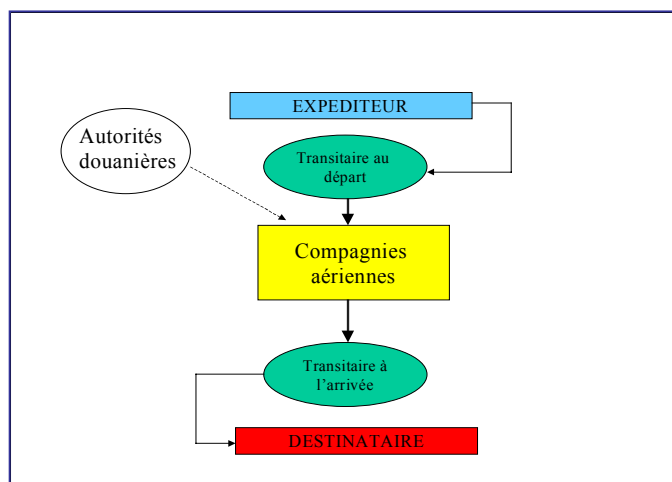 EXPEDITEUR
Autorités
douanières
Transitaire au
départ
Compagnies
aériennes
Transitaire à
l’arrivée
DESTINATAIRE